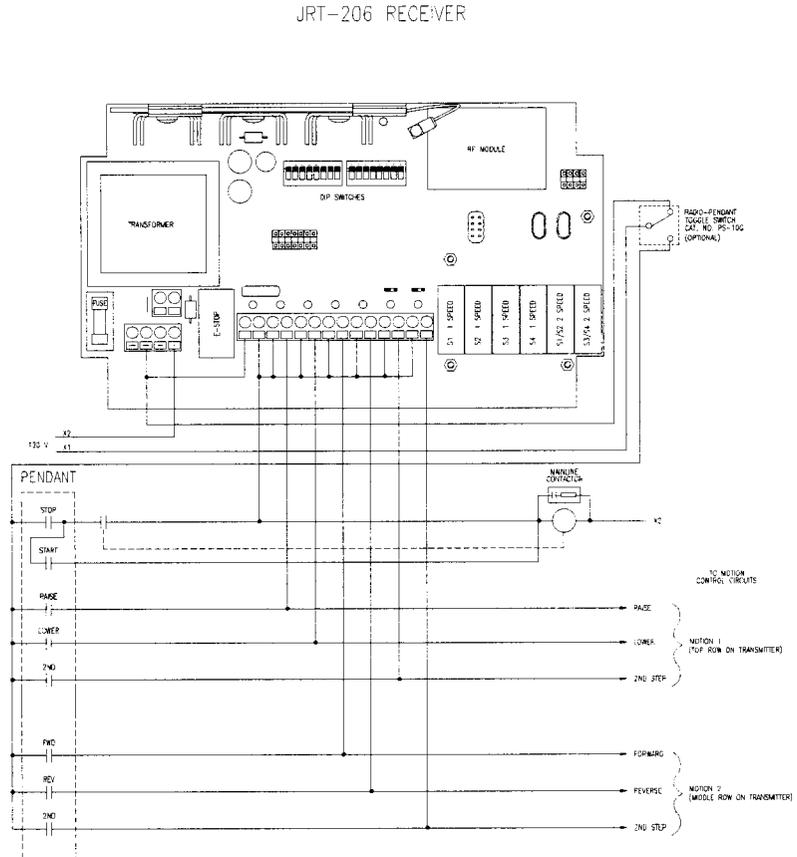 JRT-206 RECEIVER
RF MODULE
DIP SWITCHES
TRANSFORMER
RADIO-PENDANT
TOGGLE SWITCH
CAT. NO. PS-10G
(OPTIONAL)
FUSE
E-STOP
S1 1 SPEED
S2 1 SPEED
S3 1 SPEED
S4 1 SPEED
S1/S2 2 SPEED
S3/S4 2 SPEED
X2
X1
PENDANT
MAINLINE
CONTACTOR
STOP
X2
START
TO MOTION
CONTROL CIRCUITS
RAISE
RAISE
LOWER
LOWER
MOTION 1
(TOP ROW ON TRANSMITTER)
2ND
2ND STEP
FWD
FORWARD
REV
REVERSE
MOTION 2
(MIDDLE ROW ON TRANSMITTER)
2ND
2ND STEP